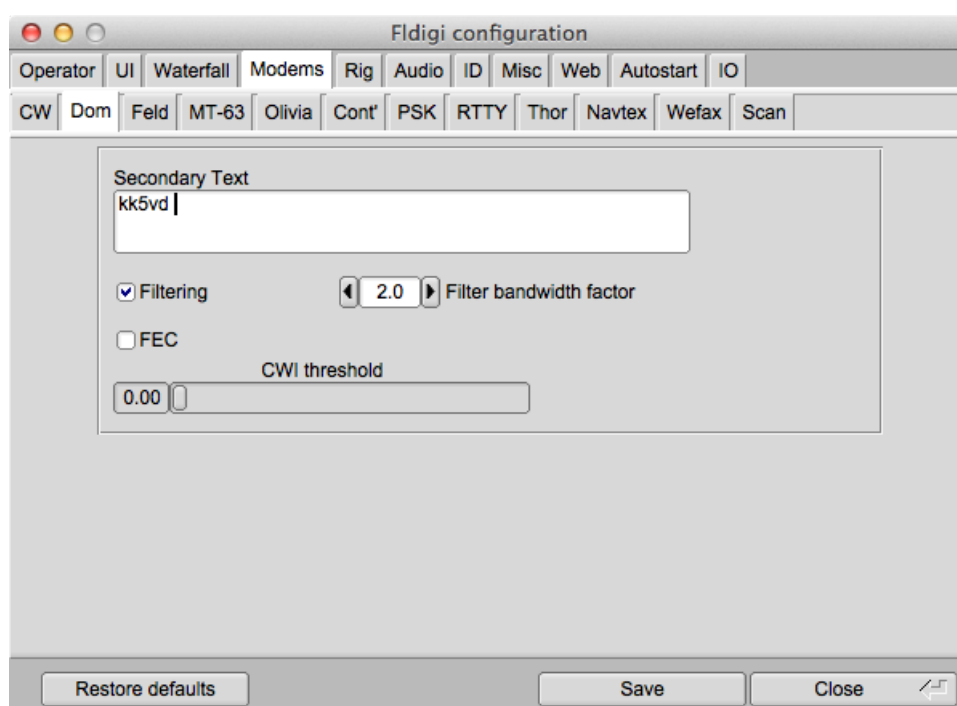 Fldigi configuration
Operator UI Waterfall Modems Rig Audio ID Misc Web Autostart IO
CW Dom Feld MT-63 Olivia Cont' PSK RTTY Thor Navtex Wefax Scan
Secondary Text
kk5vd
Filtering 2.0 Filter bandwidth factor
FEC
CWI threshold
0.00
Restore defaults Save Close